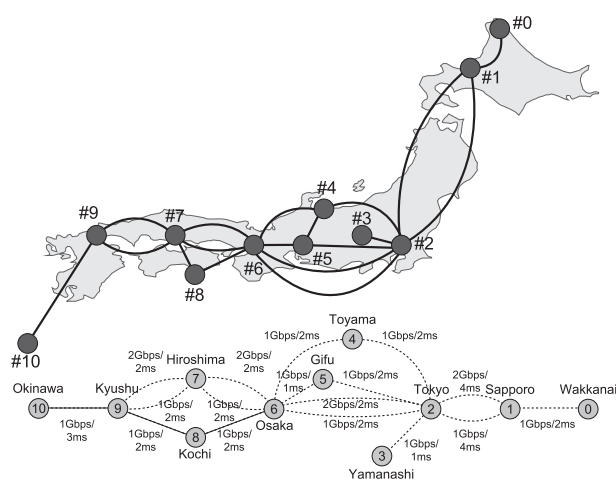 #0
#1
#4
#9
#7
#3
#2
#6
#5
#8
#10
Toyama
1Gbps/2ms
4
1Gbps/2ms
Hiroshima
2Gbps/
2ms
2Gbps/
2ms
7
Gifu
1Gbps/
1ms
5
1Gbps/2ms
Okinawa
Kyushu
Tokyo
2Gbps/
4ms
Sapporo
Wakkanai
10
9
6
2
1
0
1Gbps/
3ms
1Gbps/
2ms
1Gbps/
2ms
1Gbps/
2ms
1Gbps/
2ms
8
Kochi
Osaka
2Gbps/2ms
1Gbps/2ms
1Gbps/
4ms
1Gbps/2ms
1Gbps/
1ms
3
Yamanashi